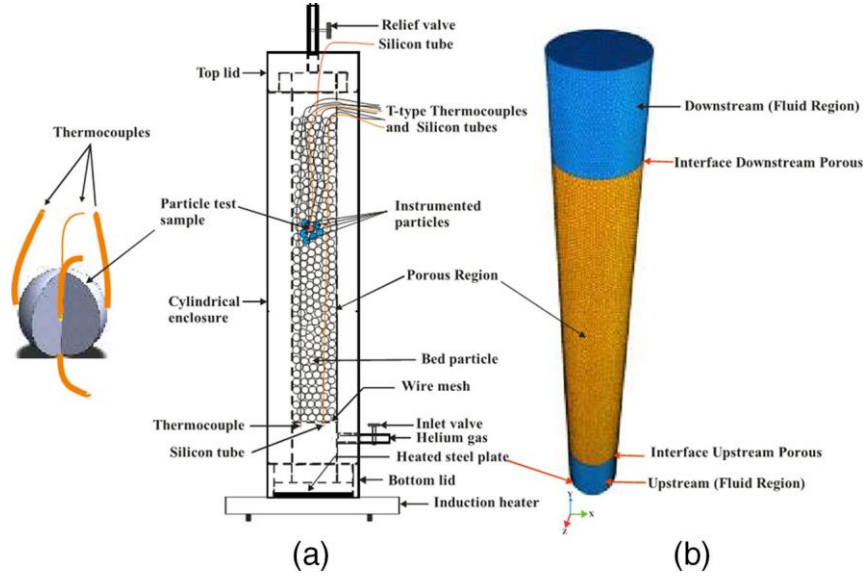 Relief valve
Silicon tube
Top lid
T-type Thermocouples
and Silicon tubes
Thermocouples
Particle test
sample
Instrumented
particles
Cylindrical
enclosure
Porous Region
Bed particle
Wire mesh
Thermocouple
Inlet valve
Helium gas
Silicon tube
Heated steel plate
Bottom lid
Induction heater
(a)
Downstream (Fluid Region)
Interface Downstream Porous
Interface Upstream Porous
Upstream (Fluid Region)
Y
X
Z
(b)